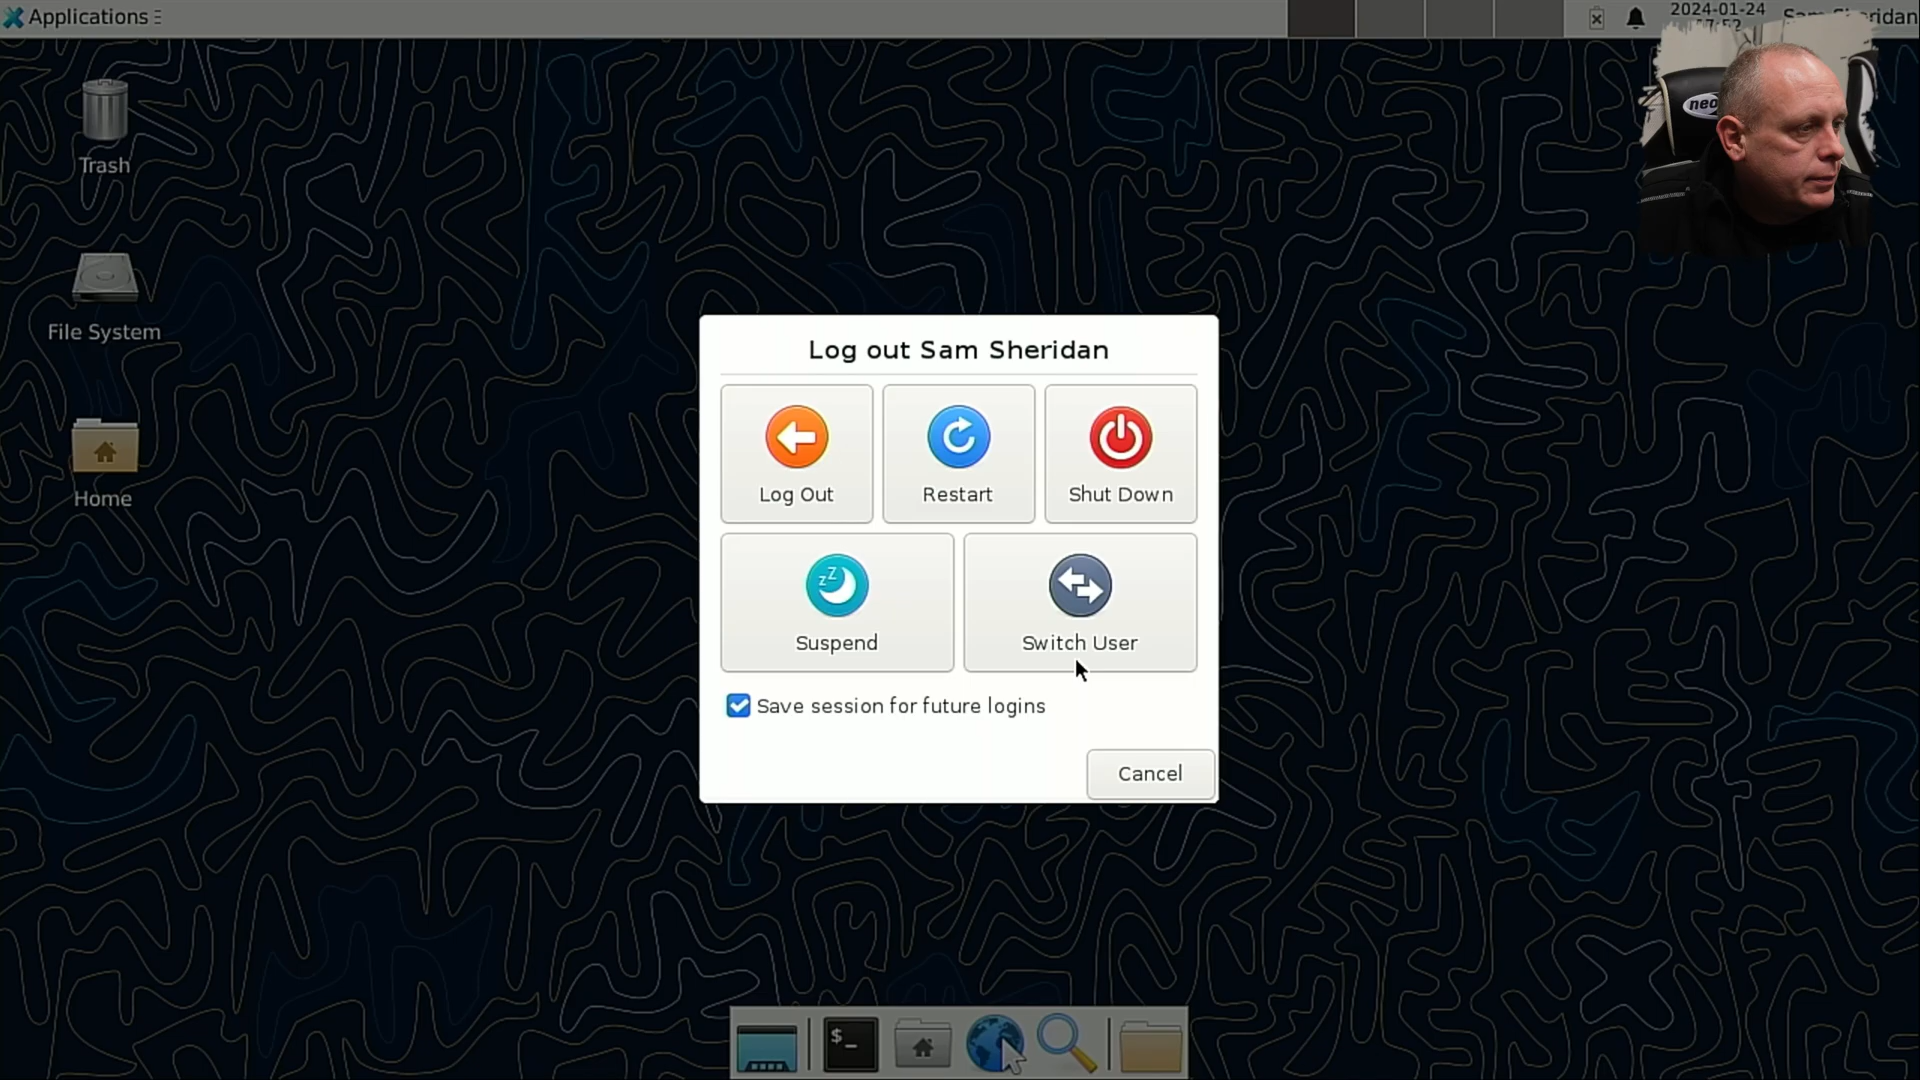 Applications
2024-01-24
Trash
File System
Home
neo
Log out Sam Sheridan
Log Out
Restart
Shut Down
Suspend
Switch User
Save session for future logins
Cancel
$_